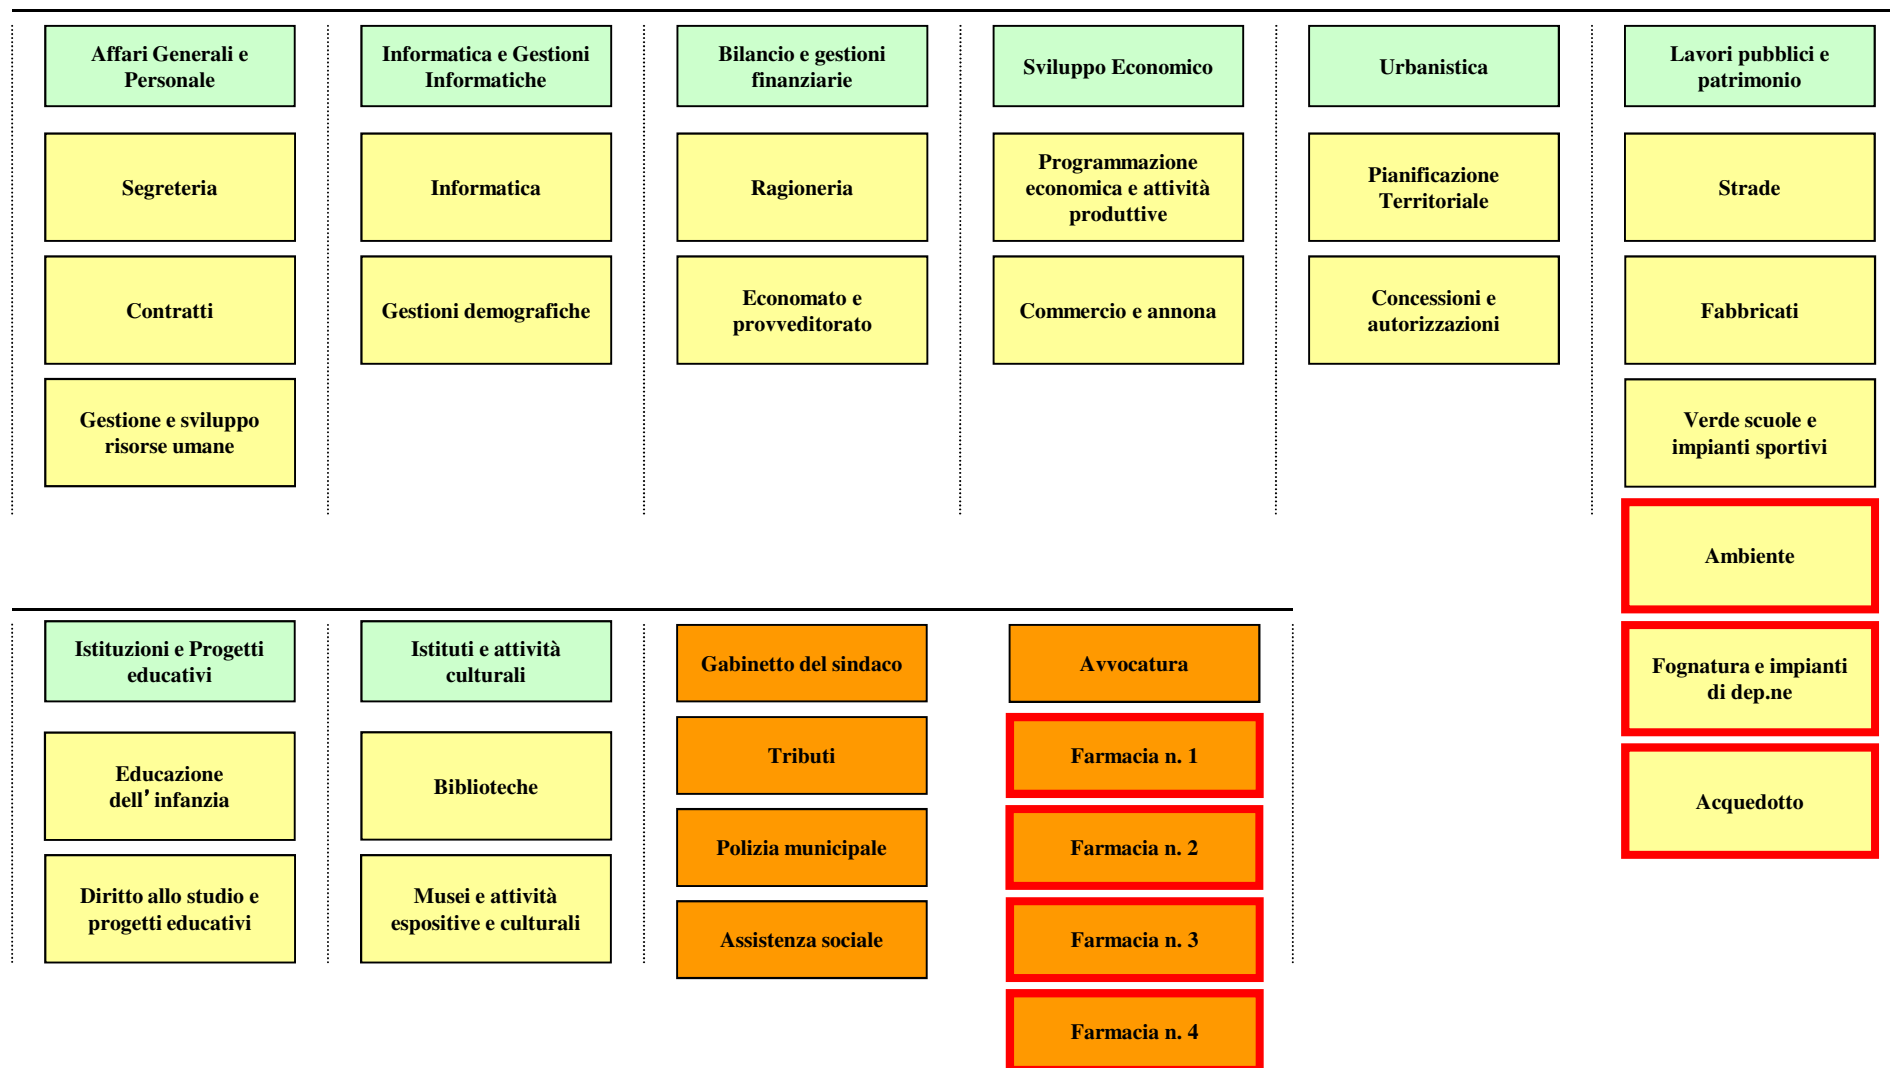 Affari Generali e
Personale
Informatica e Gestioni
Informatiche
Bilancio e gestioni
finanziarie
Sviluppo Economico
Urbanistica
Lavori pubblici e
patrimonio
Segreteria
Informatica
Ragioneria
Programmazione
economica e attività
produttive
Pianificazione
Territoriale
Strade
Contratti
Gestioni demografiche
Economato e
provveditorato
Commercio e annona
Concessioni e
autorizzazioni
Fabbricati
Gestione e sviluppo
risorse umane
Verde scuole e
impianti sportivi
Ambiente
Istituzioni e Progetti
educativi
Istituti e attività
culturali
Gabinetto del sindaco
Avvocatura
Fognatura e impianti
di dep.ne
Educazione
dell’infanzia
Biblioteche
Tributi
Farmacia n. 1
Acquedotto
Polizia municipale
Farmacia n. 2
Diritto allo studio e
progetti educativi
Musei e attività
espositive e culturali
Assistenza sociale
Farmacia n. 3
Farmacia n. 4